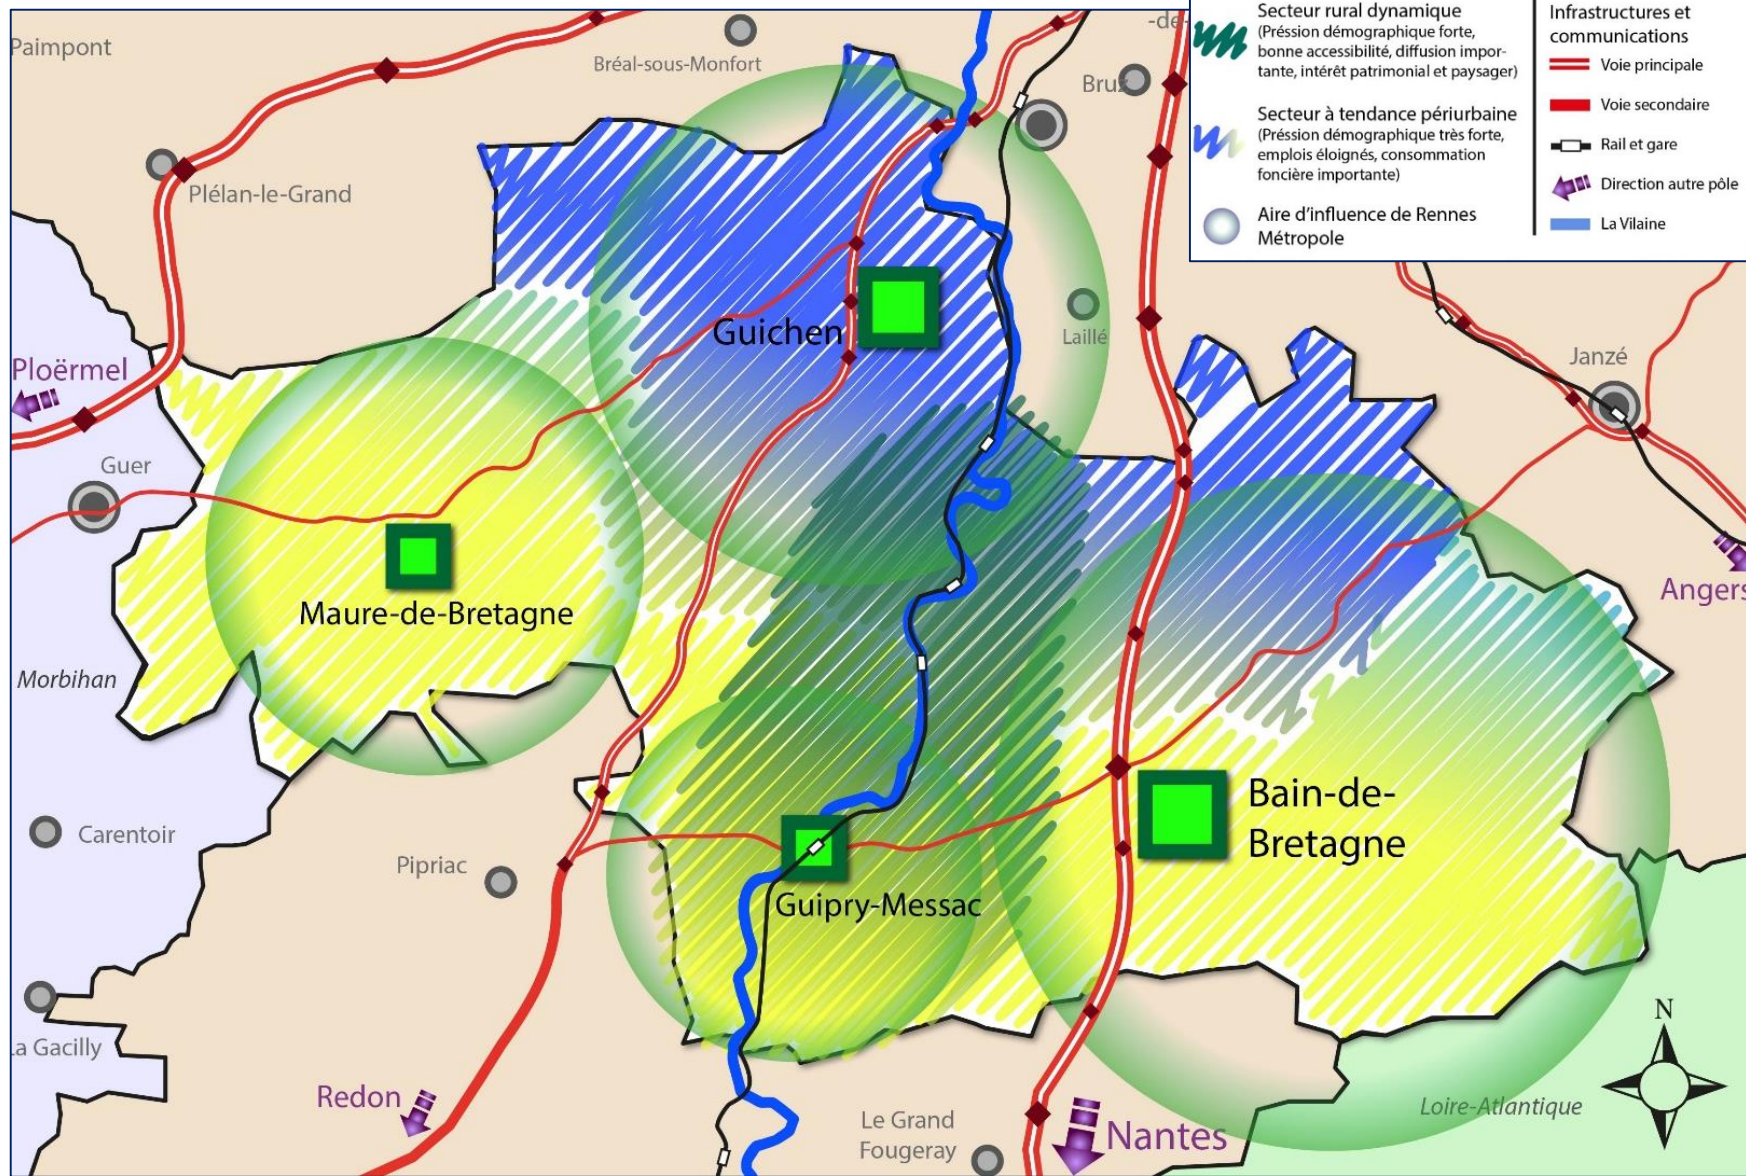 Paimpont
Bréal-sous-Monfort
-de-
Bruz
Plélan-le-Grand
Secteur rural dynamique
(Préssion démographique forte,
bonne accessibilité, diffusion impor-
tante, intérêt patrimonial et paysager)
Secteur à tendance périurbaine
(Préssion démographique très forte,
emplois éloignés, consommation
foncière importante)
Aire d'influence de Rennes
Métropole
Infrastructures et
communications
Voie principale
Voie secondaire
Rail et gare
Direction autre pôle
La Vilaine
Guichen
Laillé
Janzé
Ploërmel
Guer
Angers
Maure-de-Bretagne
Morbihan
Bain-de-
Bretagne
Carentoir
Pipriac
Guipry-Messac
La Gacilly
Redon
Le Grand
Fougeray
Nantes
Loire-Atlantique
N